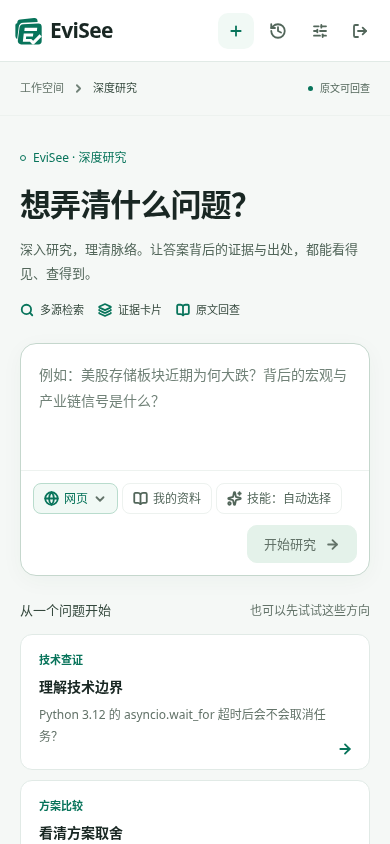 EviSee
工作空间
深度研究
原文可回查
EviSee · 深度研究
想弄清什么问题？
深入研究，理清脉络。让答案背后的证据与出处，都能看得
见、查得到。
多源检索
证据卡片
原文回查
例如：美股存储板块近期为何大跌？背后的宏观与
产业链信号是什么？
网页
我的资料
技能：自动选择
开始研究
从一个问题开始
也可以先试试这些方向
技术查证
理解技术边界
Python 3.12 的 asyncio.wait_for 超时后会不会取消任
务？
方案比较
看清方案取舍